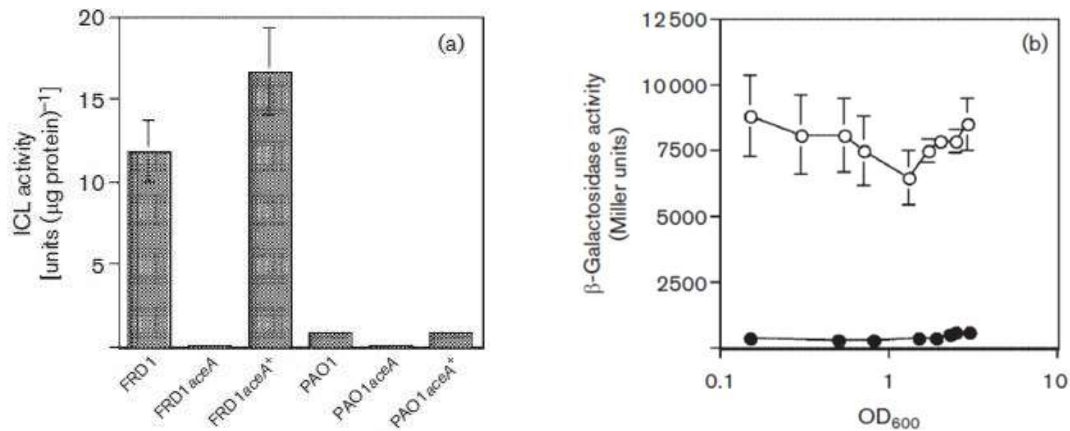 (a)
ICL activity
[units (μg protein)⁻¹]
20
15
10
5
FRD1
FRD1aceA
FRD1aceA⁺
PAO1
PAO1aceA
PAO1aceA⁺
(b)
β-Galactosidase activity
(Miller units)
12 500
10 000
7500
5000
2500
0.1
1
10
OD₆₀₀